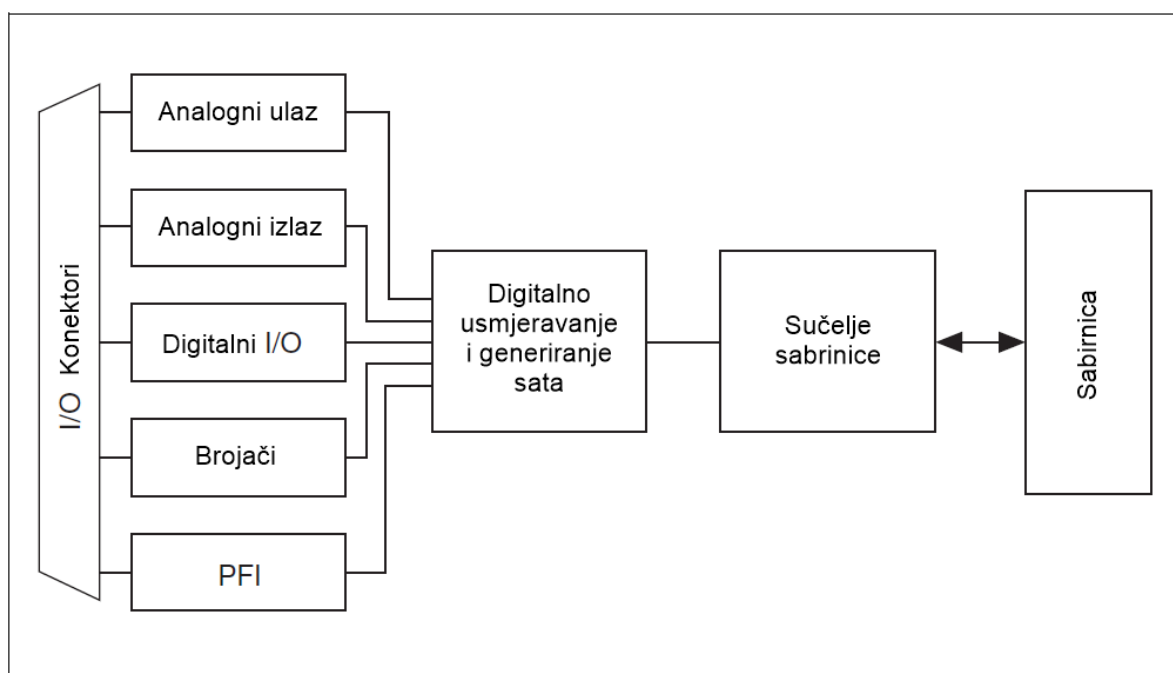 I/O Konektori
Analogni ulaz
Analogni izlaz
Digitalni I/O
Brojači
PFI
Digitalno
usmjeravanje
i generiranje
sata
Sučelje
sabrinice
Sabirnica